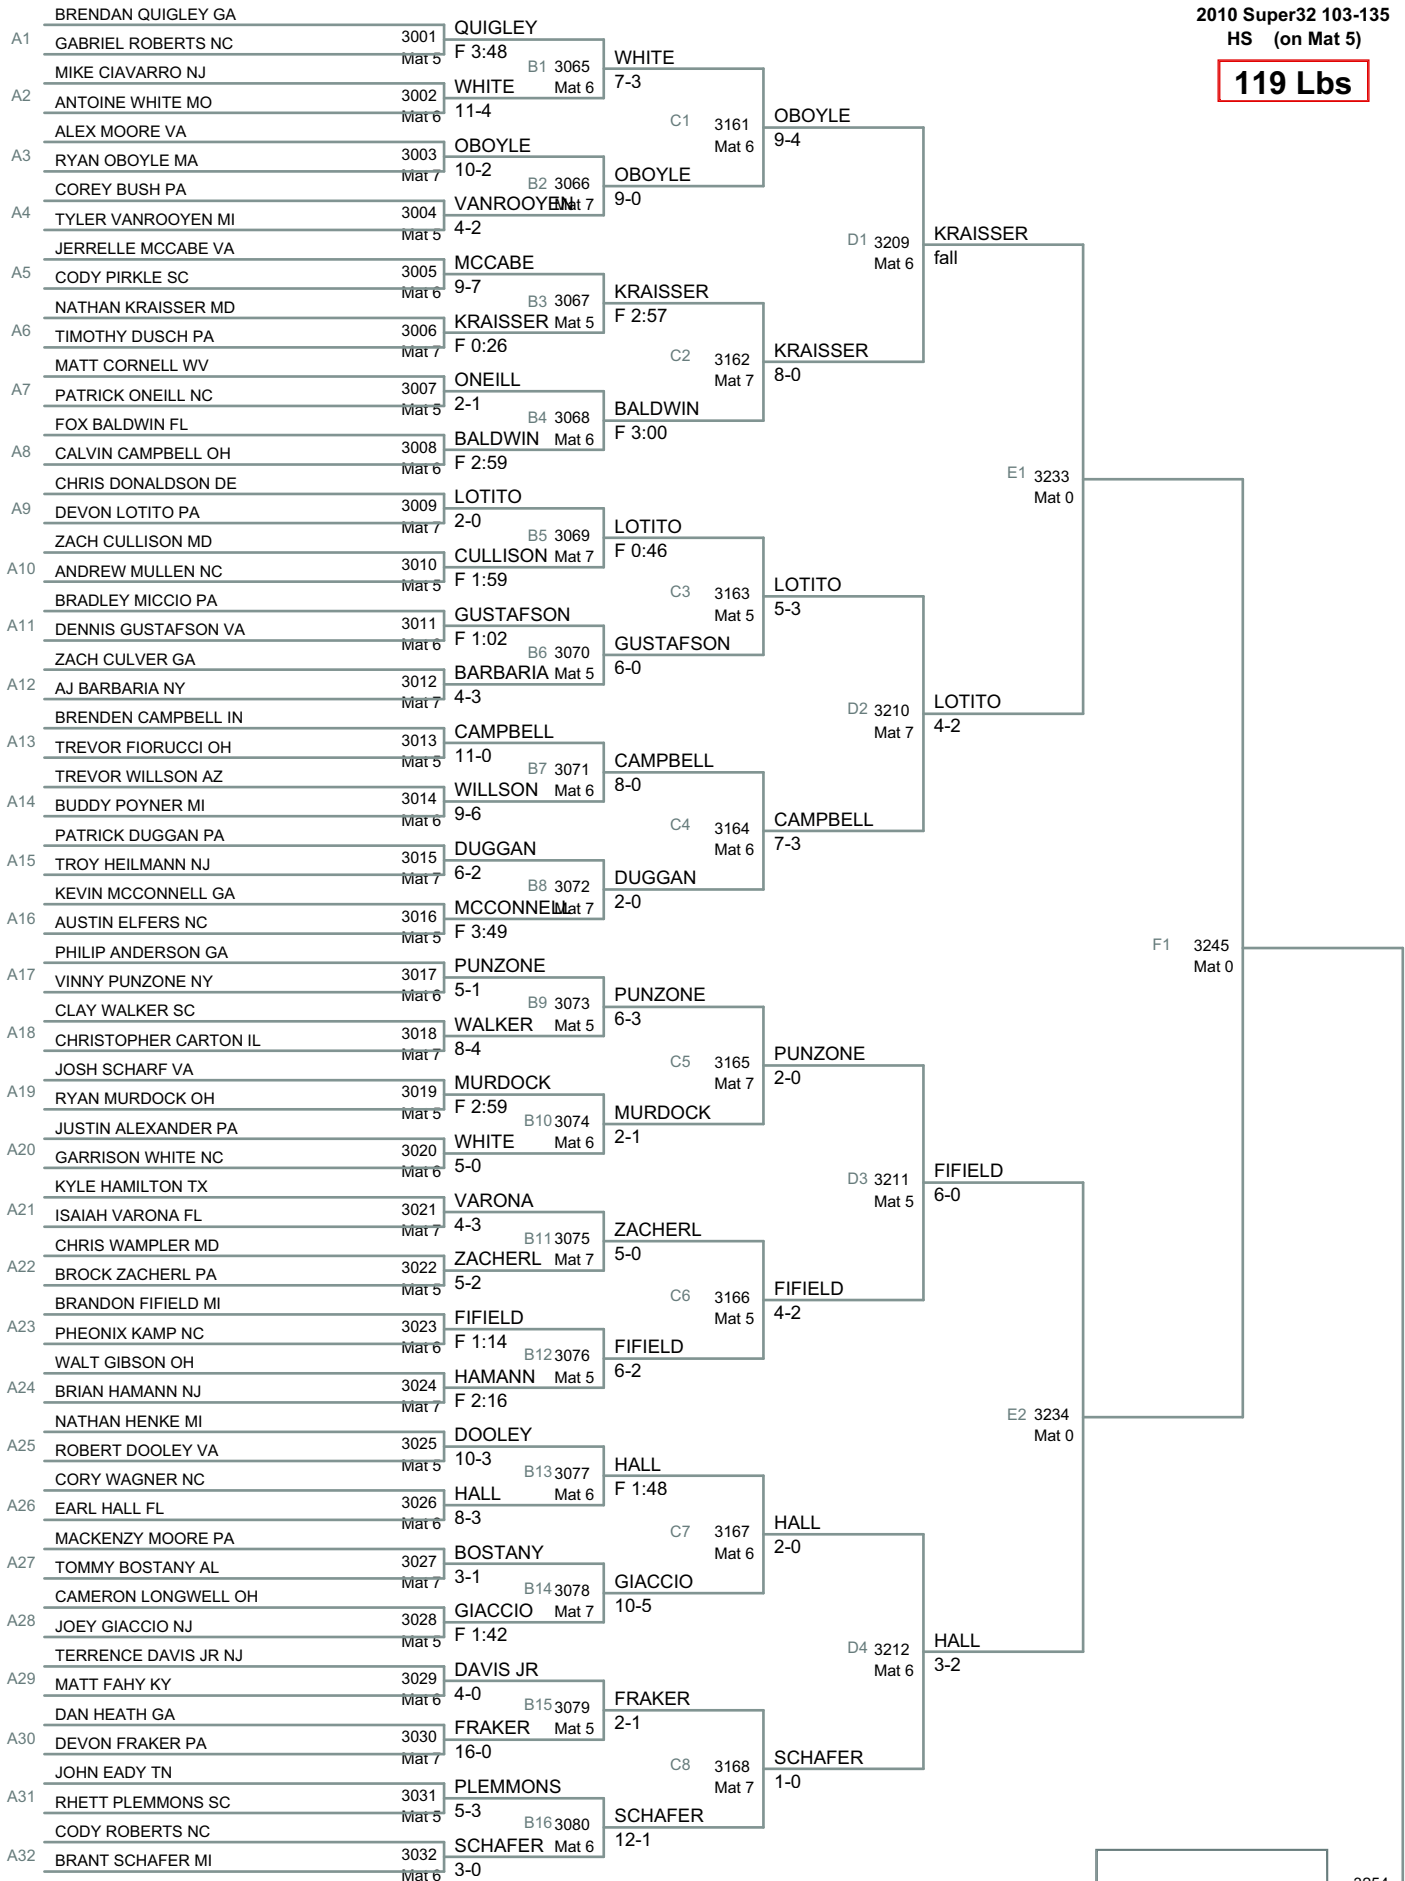 2010 Super32 103-135
HS (on Mat 5)
119 Lbs
BRENDAN QUIGLEY GA
A1
GABRIEL ROBERTS NC
3001
Mat 5
MIKE CIAVARRO NJ
A2
ANTOINE WHITE MO
3002
Mat 6
ALEX MOORE VA
A3
RYAN OBOYLE MA
3003
Mat 7
COREY BUSH PA
A4
TYLER VANROOYEN MI
3004
Mat 5
JERRELLE MCCABE VA
A5
CODY PIRKLE SC
3005
Mat 6
NATHAN KRAISSER MD
A6
TIMOTHY DUSCH PA
3006
Mat 7
MATT CORNELL WV
A7
PATRICK ONEILL NC
3007
Mat 5
FOX BALDWIN FL
A8
CALVIN CAMPBELL OH
3008
Mat 6
CHRIS DONALDSON DE
A9
DEVON LOTITO PA
3009
Mat 7
ZACH CULLISON MD
A10
ANDREW MULLEN NC
3010
Mat 5
BRADLEY MICCIO PA
A11
DENNIS GUSTAFSON VA
3011
Mat 6
ZACH CULVER GA
A12
AJ BARBARIA NY
3012
Mat 7
BRENDEN CAMPBELL IN
A13
TREVOR FIORUCCI OH
3013
Mat 5
TREVOR WILLSON AZ
A14
BUDDY POYNER MI
3014
Mat 6
PATRICK DUGGAN PA
A15
TROY HEILMANN NJ
3015
Mat 7
KEVIN MCCONNELL GA
A16
AUSTIN ELFERS NC
3016
Mat 5
PHILIP ANDERSON GA
A17
VINNY PUNZONE NY
3017
Mat 6
CLAY WALKER SC
A18
CHRISTOPHER CARTON IL
3018
Mat 7
JOSH SCHARF VA
A19
RYAN MURDOCK OH
3019
Mat 5
JUSTIN ALEXANDER PA
A20
GARRISON WHITE NC
3020
Mat 6
KYLE HAMILTON TX
A21
ISAIAH VARONA FL
3021
Mat 7
CHRIS WAMPLER MD
A22
BROCK ZACHERL PA
3022
Mat 5
BRANDON FIFIELD MI
A23
PHEONIX KAMP NC
3023
Mat 6
WALT GIBSON OH
A24
BRIAN HAMANN NJ
3024
Mat 7
NATHAN HENKE MI
A25
ROBERT DOOLEY VA
3025
Mat 5
CORY WAGNER NC
A26
EARL HALL FL
3026
Mat 6
MACKENZY MOORE PA
A27
TOMMY BOSTANY AL
3027
Mat 7
CAMERON LONGWELL OH
A28
JOEY GIACCIO NJ
3028
Mat 5
TERRENCE DAVIS JR NJ
A29
MATT FAHY KY
3029
Mat 6
DAN HEATH GA
A30
DEVON FRAKER PA
3030
Mat 7
JOHN EADY TN
A31
RHETT PLEMMONS SC
3031
Mat 5
CODY ROBERTS NC
A32
BRANT SCHAFER MI
3032
Mat 6
QUIGLEY
F 3:48
B1 3065
Mat 6
WHITE
11-4
OBOYLE
10-2
B2 3066
Mat 7
VANROOYEN
4-2
MCCABE
9-7
B3 3067
Mat 5
KRAISSER
F 0:26
ONEILL
2-1
B4 3068
Mat 6
BALDWIN
F 2:59
LOTITO
2-0
B5 3069
Mat 7
CULLISON
F 1:59
GUSTAFSON
F 1:02
B6 3070
Mat 5
BARBARIA
4-3
CAMPBELL
11-0
B7 3071
Mat 6
WILLSON
9-6
DUGGAN
6-2
B8 3072
Mat 7
MCCONNELL
F 3:49
PUNZONE
5-1
B9 3073
Mat 5
WALKER
8-4
MURDOCK
F 2:59
B10 3074
Mat 6
WHITE
5-0
VARONA
4-3
B11 3075
Mat 7
ZACHERL
5-2
FIFIELD
F 1:14
B12 3076
Mat 5
HAMANN
F 2:16
DOOLEY
10-3
B13 3077
Mat 6
HALL
8-3
BOSTANY
3-1
B14 3078
Mat 7
GIACCIO
F 1:42
DAVIS JR
4-0
B15 3079
Mat 5
FRAKER
16-0
PLEMMONS
5-3
B16 3080
Mat 6
SCHAFER
3-0
WHITE
7-3
C1 3161
Mat 6
OBOYLE
9-0
KRAISSER
F 2:57
C2 3162
Mat 7
BALDWIN
F 3:00
LOTITO
F 0:46
C3 3163
Mat 5
GUSTAFSON
6-0
CAMPBELL
8-0
C4 3164
Mat 6
DUGGAN
2-0
PUNZONE
6-3
C5 3165
Mat 7
MURDOCK
2-1
ZACHERL
5-0
C6 3166
Mat 5
FIFIELD
6-2
HALL
F 1:48
C7 3167
Mat 6
GIACCIO
10-5
FRAKER
2-1
C8 3168
Mat 7
SCHAFER
12-1
OBOYLE
9-4
D1 3209
Mat 6
KRAISSER
8-0
LOTITO
5-3
D2 3210
Mat 7
CAMPBELL
7-3
PUNZONE
2-0
D3 3211
Mat 5
FIFIELD
4-2
HALL
2-0
D4 3212
Mat 6
SCHAFER
1-0
KRAISSER
fall
E1 3233
Mat 0
LOTITO
4-2
FIFIELD
6-0
E2 3234
Mat 0
HALL
3-2
F1 3245
Mat 0